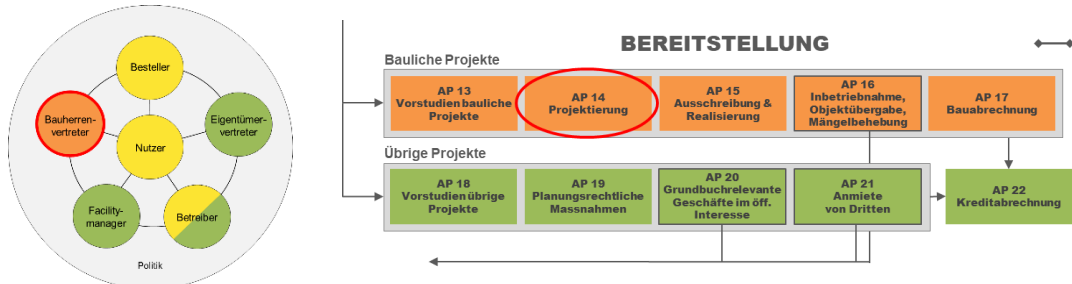 Besteller
Bauherren-
vertreter
Eigentümer-
vertreter
Nutzer
Facility-
manager
Betreiber
Politik
BEREITSTELLUNG
Bauliche Projekte
AP 13
Vorstudien bauliche
Projekte
AP 14
Projektierung
AP 15
Ausschreibung &
Realisierung
AP 16
Inbetriebnahme,
Objektübergabe,
Mängelbehebung
AP 17
Bauabrechnung
Übrige Projekte
AP 18
Vorstudien übrige
Projekte
AP 19
Planungsrechtliche
Massnahmen
AP 20
Grundbuchrelevante
Geschäfte im öff.
Interesse
AP 21
Anmiete
von Dritten
AP 22
Kreditabrechnung